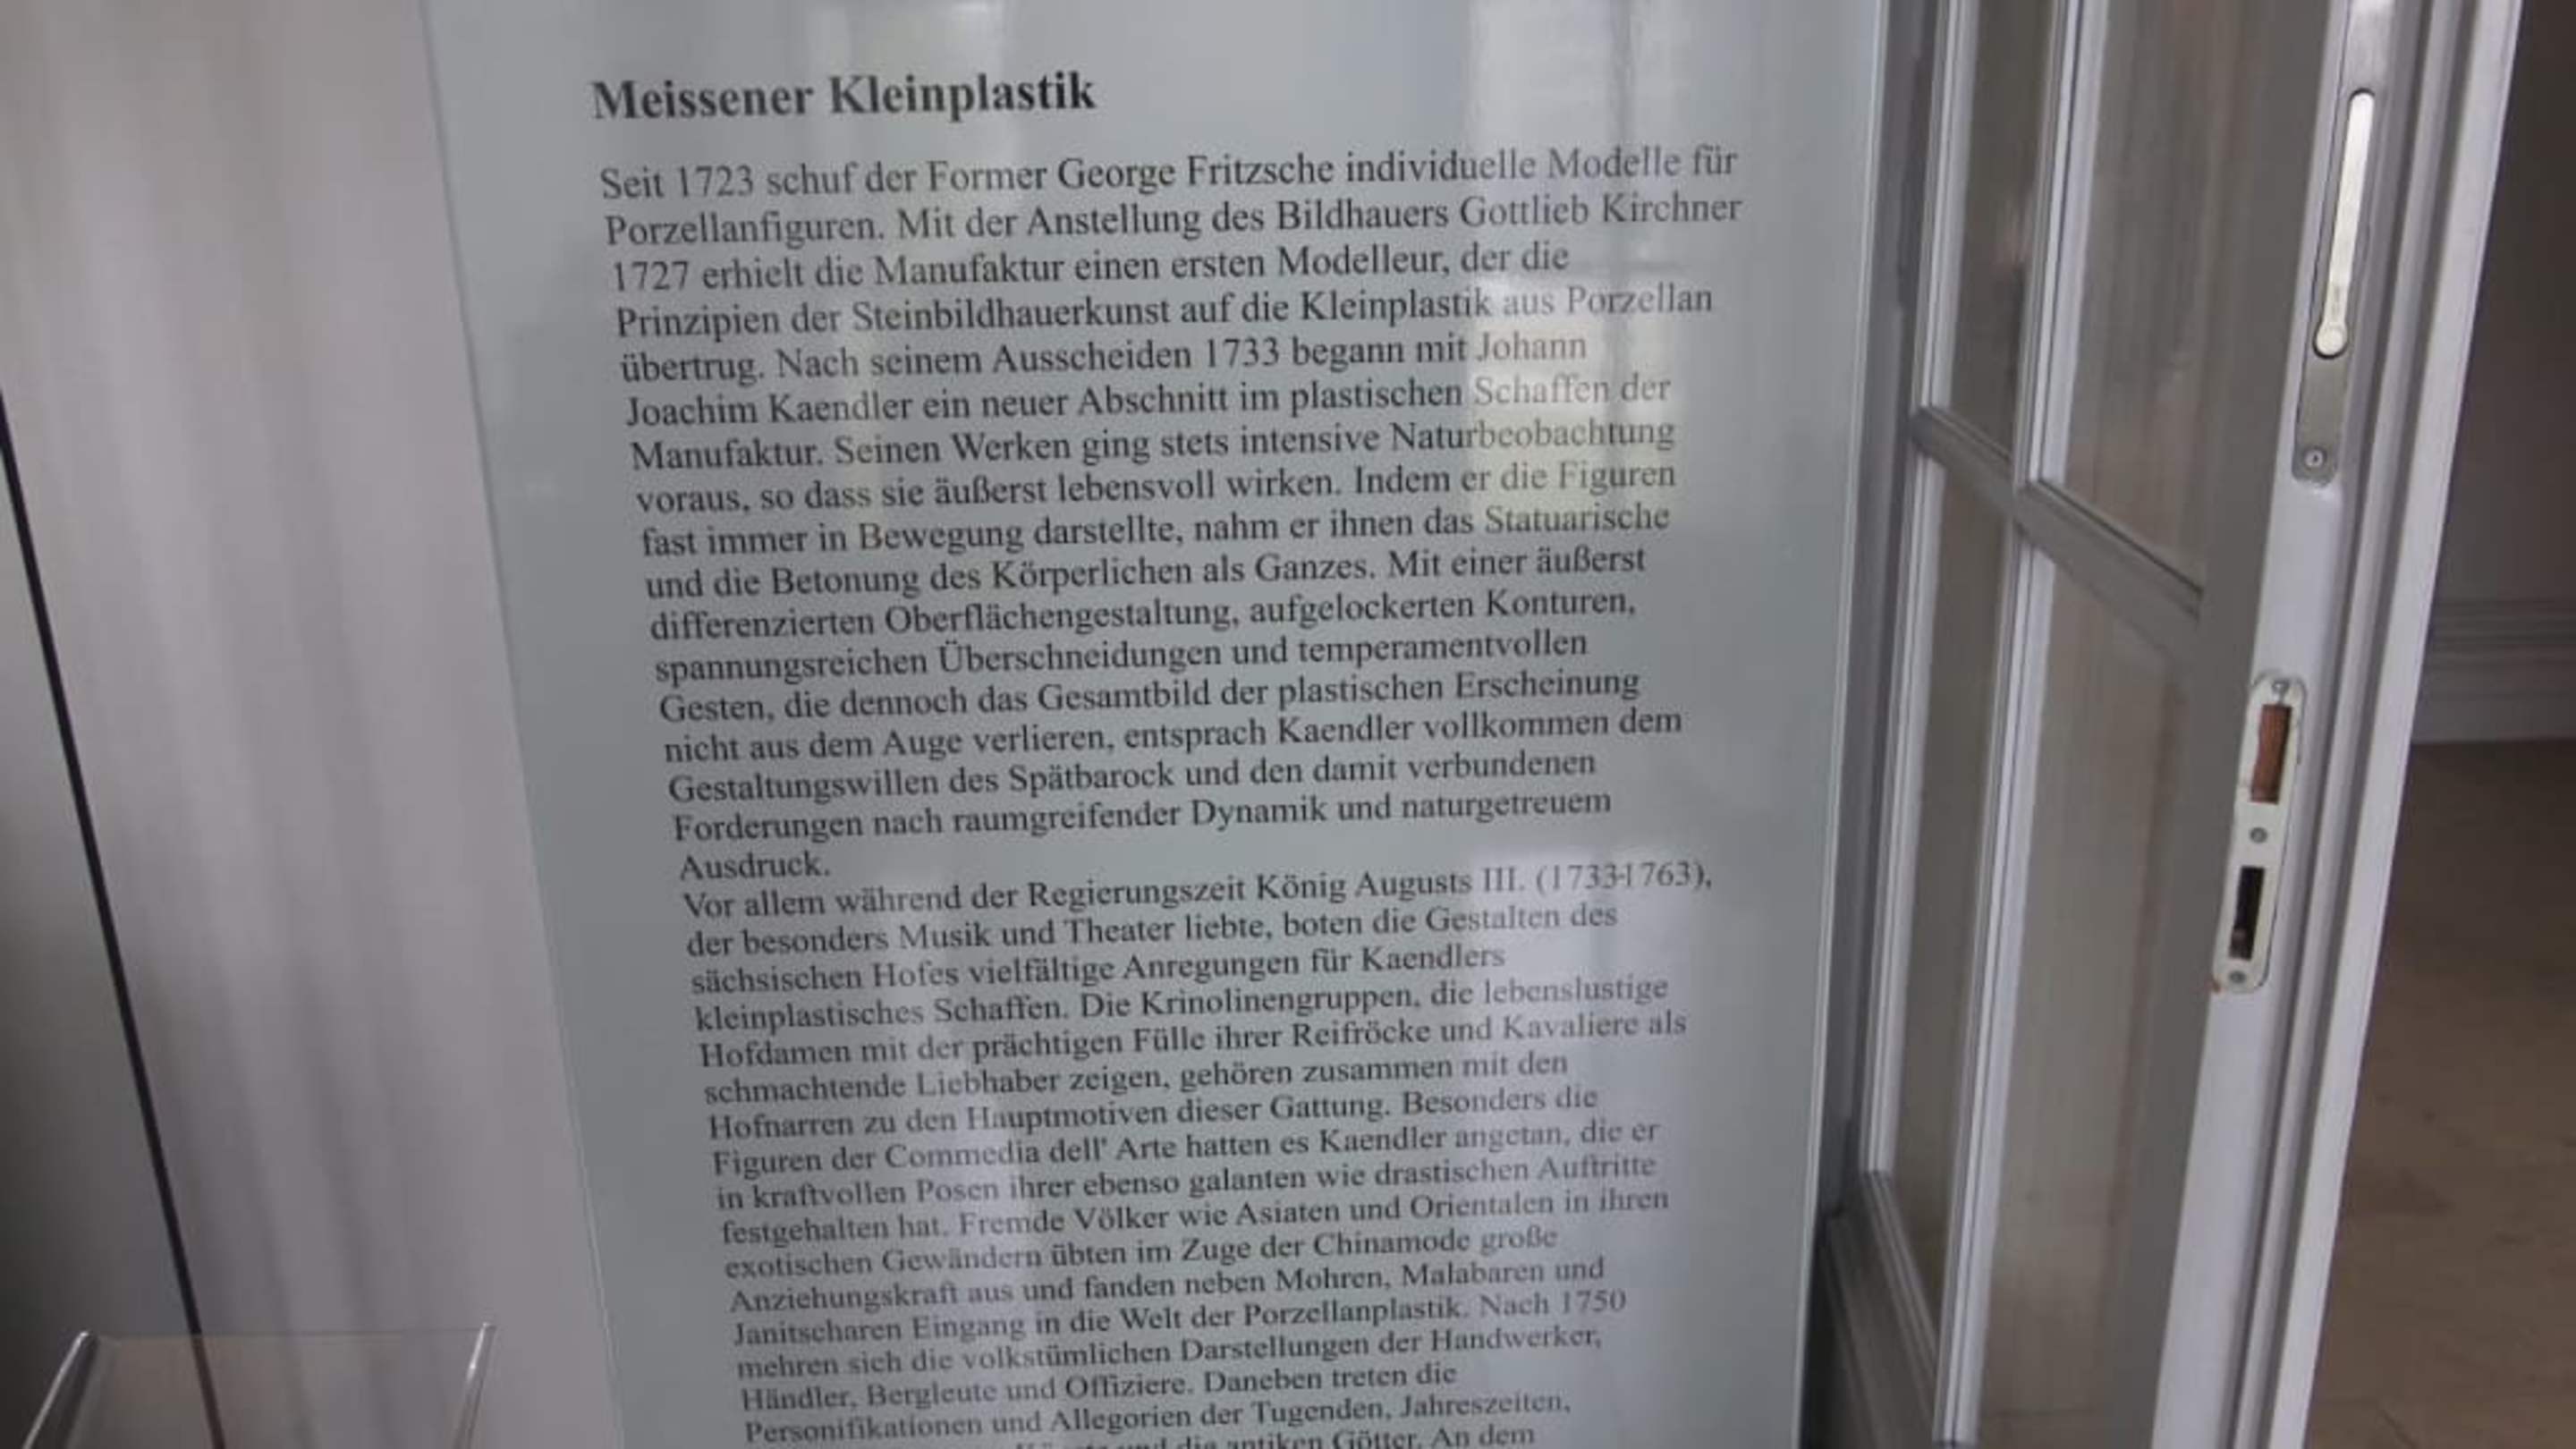 Meissener Kleinplastik
Seit 1723 schuf der Former George Fritzsche individuelle Modelle für
Porzellanfiguren. Mit der Anstellung des Bildhauers Gottlieb Kirchner
1727 erhielt die Manufaktur einen ersten Modelleur, der die
Prinzipien der Steinbildhauerkunst auf die Kleinplastik aus Porzellan
übertrug. Nach seinem Ausscheiden 1733 begann mit Johann
Joachim Kaendler ein neuer Abschnitt im plastischen Schaffen der
Manufaktur. Seinen Werken ging stets intensive Naturbeobachtung
voraus, so dass sie äußerst lebensvoll wirken. Indem er die Figuren
fast immer in Bewegung darstellte, nahm er ihnen das Statuarische
und die Betonung des Körperlichen als Ganzes. Mit einer äußerst
differenzierten Oberflächengestaltung, aufgelockerten Konturen,
spannungsreichen Überschneidungen und temperamentvollen
Gesten, die dennoch das Gesamtbild der plastischen Erscheinung
nicht aus dem Auge verlieren, entsprach Kaendler vollkommen dem
Gestaltungswillen des Spätbarock und den damit verbundenen
Forderungen nach raumgreifender Dynamik und naturgetreuem
Ausdruck.
Vor allem während der Regierungszeit König Augusts III. (1733-1763),
der besonders Musik und Theater liebte, boten die Gestalten des
sächsischen Hofes vielfältige Anregungen für Kaendlers
kleinplastisches Schaffen. Die Krinolinengruppen, die lebenslustige
Hofdamen mit der prächtigen Fülle ihrer Reifröcke und Kavaliere als
schmachtende Liebhaber zeigen, gehören zusammen mit den
Hofnarren zu den Hauptmotiven dieser Gattung. Besonders die
Figuren der Commedia dell' Arte hatten es Kaendler angetan, die er
in kraftvollen Posen ihrer ebenso galanten wie drastischen Auftritte
festgehalten hat. Fremde Völker wie Asiaten und Orientalen in ihren
exotischen Gewändern übten im Zuge der Chinamode große
Anziehungskraft aus und fanden neben Mohren, Malabaren und
Janitscharen Eingang in die Welt der Porzellanplastik. Nach 1750
mehren sich die volkstümlichen Darstellungen der Handwerker,
Händler, Bergleute und Offiziere. Daneben treten die
Personifikationen und Allegorien der Tugenden, Jahreszeiten,
und die antiken Götter. An dem